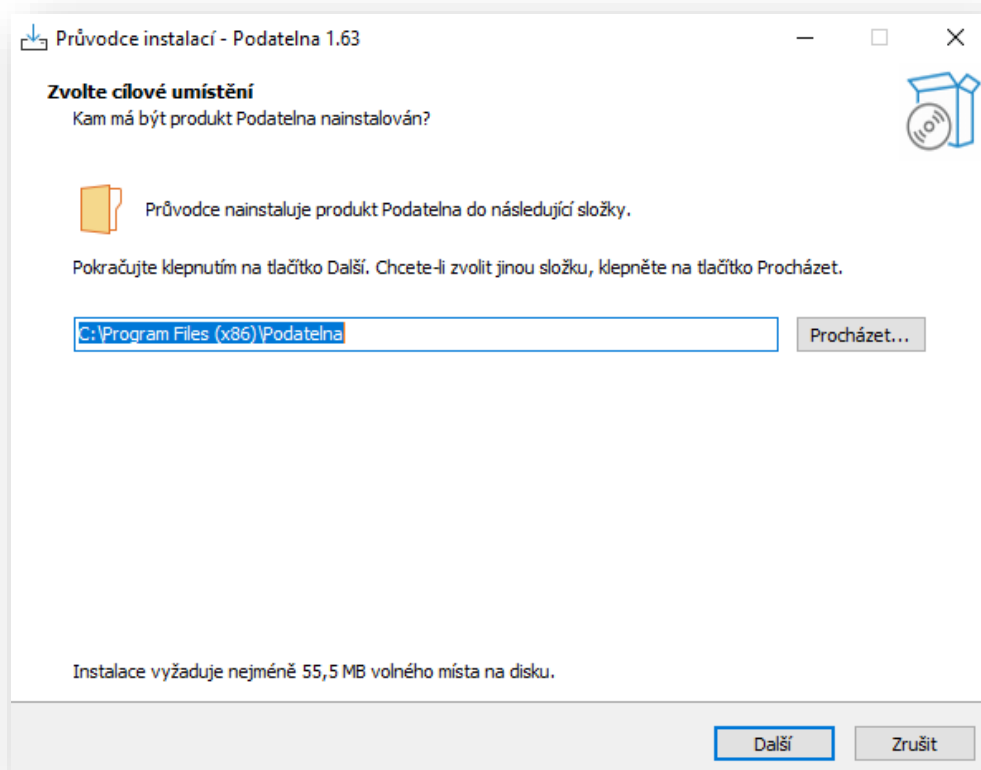 Průvodce instalací - Podatelna 1.63
Zvolte cílové umístění
Kam má být produkt Podatelna nainstalován?
Průvodce nainstaluje produkt Podatelna do následující složky.
Pokračujte klepnutím na tlačítko Další. Chcete-li zvolit jinou složku, klepněte na tlačítko Procházet.
C:\Program Files (x86)\Podatelna
Procházet...
Instalace vyžaduje nejméně 55,5 MB volného místa na disku.
Další
Zrušit